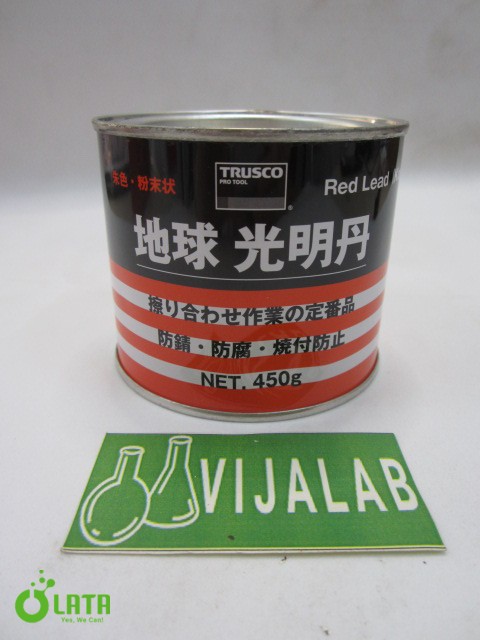 TRUSCO
PRO TOOL
朱色・粉末状
Red Lead
地球 光明丹
擦り合わせ作業の定番品
防錆・防腐・焼付防止
NET. 450g
VIJALAB
LATA
Yes, We Can!